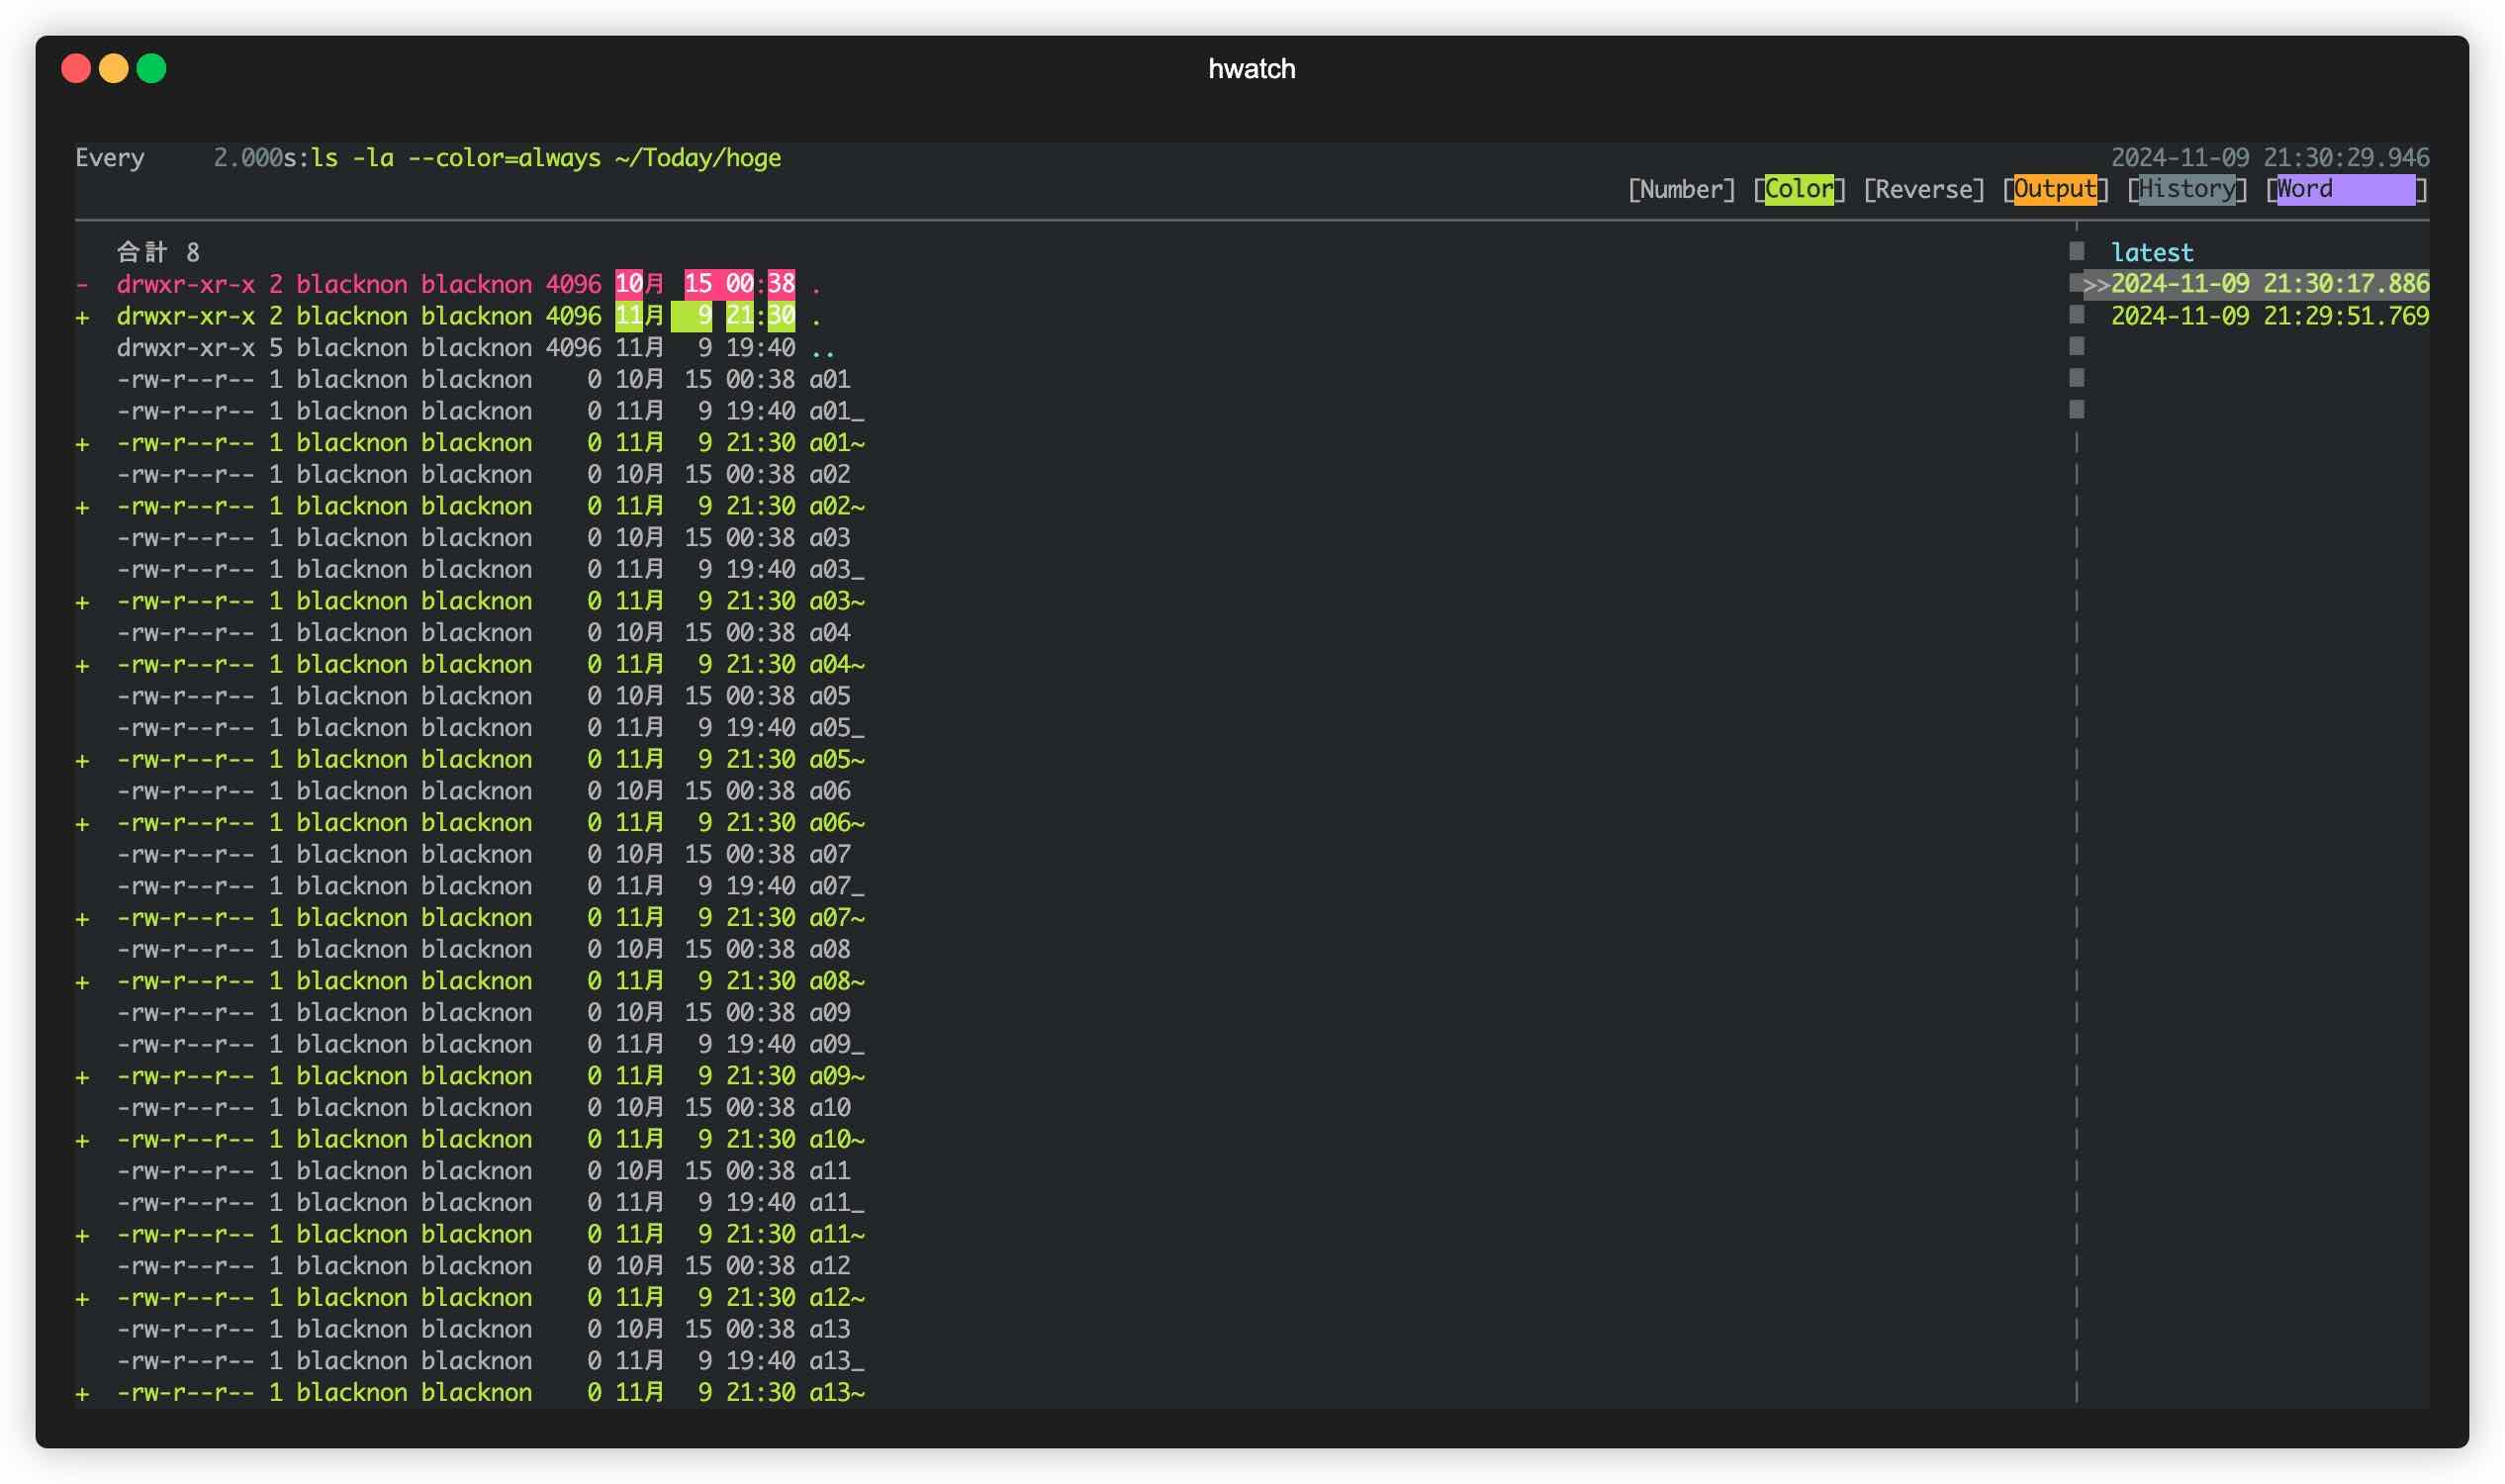 hwatch
Every     2.000s:ls -la --color=always ~/Today/hoge 2024-11-09 21:30:29.946
[Number] [Color] [Reverse] [Output] [History] [Word      ]
合計 8 latest
-  drwxr-xr-x 2 blacknon blacknon 4096 10月  15 00:38 . >>2024-11-09 21:30:17.886
+  drwxr-xr-x 2 blacknon blacknon 4096 11月   9 21:30 . 2024-11-09 21:29:51.769
drwxr-xr-x 5 blacknon blacknon 4096 11月   9 19:40 ..
-rw-r--r-- 1 blacknon blacknon    0 10月  15 00:38 a01
-rw-r--r-- 1 blacknon blacknon    0 11月   9 19:40 a01_
+  -rw-r--r-- 1 blacknon blacknon    0 11月   9 21:30 a01~
-rw-r--r-- 1 blacknon blacknon    0 10月  15 00:38 a02
+  -rw-r--r-- 1 blacknon blacknon    0 11月   9 21:30 a02~
-rw-r--r-- 1 blacknon blacknon    0 10月  15 00:38 a03
-rw-r--r-- 1 blacknon blacknon    0 11月   9 19:40 a03_
+  -rw-r--r-- 1 blacknon blacknon    0 11月   9 21:30 a03~
-rw-r--r-- 1 blacknon blacknon    0 10月  15 00:38 a04
+  -rw-r--r-- 1 blacknon blacknon    0 11月   9 21:30 a04~
-rw-r--r-- 1 blacknon blacknon    0 10月  15 00:38 a05
-rw-r--r-- 1 blacknon blacknon    0 11月   9 19:40 a05_
+  -rw-r--r-- 1 blacknon blacknon    0 11月   9 21:30 a05~
-rw-r--r-- 1 blacknon blacknon    0 10月  15 00:38 a06
+  -rw-r--r-- 1 blacknon blacknon    0 11月   9 21:30 a06~
-rw-r--r-- 1 blacknon blacknon    0 10月  15 00:38 a07
-rw-r--r-- 1 blacknon blacknon    0 11月   9 19:40 a07_
+  -rw-r--r-- 1 blacknon blacknon    0 11月   9 21:30 a07~
-rw-r--r-- 1 blacknon blacknon    0 10月  15 00:38 a08
+  -rw-r--r-- 1 blacknon blacknon    0 11月   9 21:30 a08~
-rw-r--r-- 1 blacknon blacknon    0 10月  15 00:38 a09
-rw-r--r-- 1 blacknon blacknon    0 11月   9 19:40 a09_
+  -rw-r--r-- 1 blacknon blacknon    0 11月   9 21:30 a09~
-rw-r--r-- 1 blacknon blacknon    0 10月  15 00:38 a10
+  -rw-r--r-- 1 blacknon blacknon    0 11月   9 21:30 a10~
-rw-r--r-- 1 blacknon blacknon    0 10月  15 00:38 a11
-rw-r--r-- 1 blacknon blacknon    0 11月   9 19:40 a11_
+  -rw-r--r-- 1 blacknon blacknon    0 11月   9 21:30 a11~
-rw-r--r-- 1 blacknon blacknon    0 10月  15 00:38 a12
+  -rw-r--r-- 1 blacknon blacknon    0 11月   9 21:30 a12~
-rw-r--r-- 1 blacknon blacknon    0 10月  15 00:38 a13
-rw-r--r-- 1 blacknon blacknon    0 11月   9 19:40 a13_
+  -rw-r--r-- 1 blacknon blacknon    0 11月   9 21:30 a13~